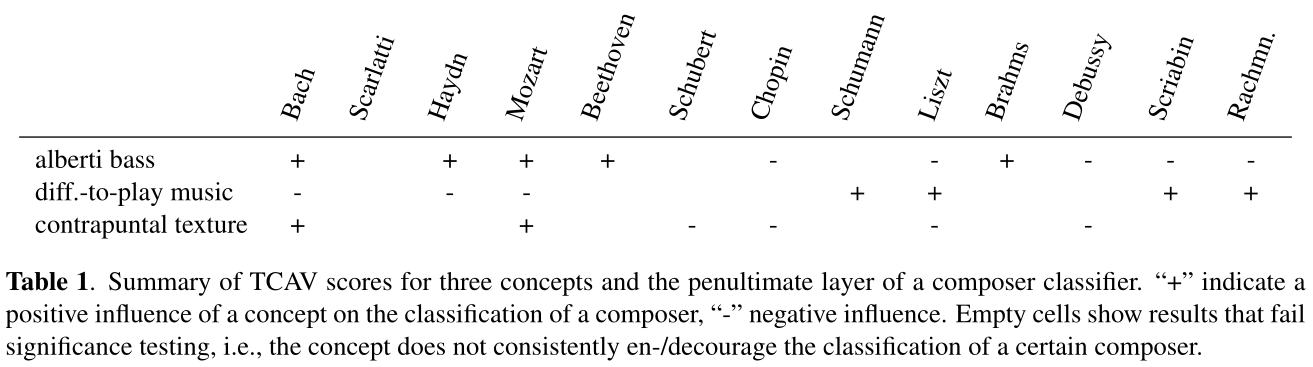 Bach Scarlatti Haydn Mozart Beethoven Schubert Chopin Schumann Liszt Brahms Debussy Scriabin Rachmn.
alberti bass + + + + - - + - - -
diff.-to-play music - - - + + + +
contrapuntal texture + + - - - -
Table 1. Summary of TCAV scores for three concepts and the penultimate layer of a composer classifier. “+” indicate a
positive influence of a concept on the classification of a composer, “-” negative influence. Empty cells show results that fail
significance testing, i.e., the concept does not consistently en-/decourage the classification of a certain composer.